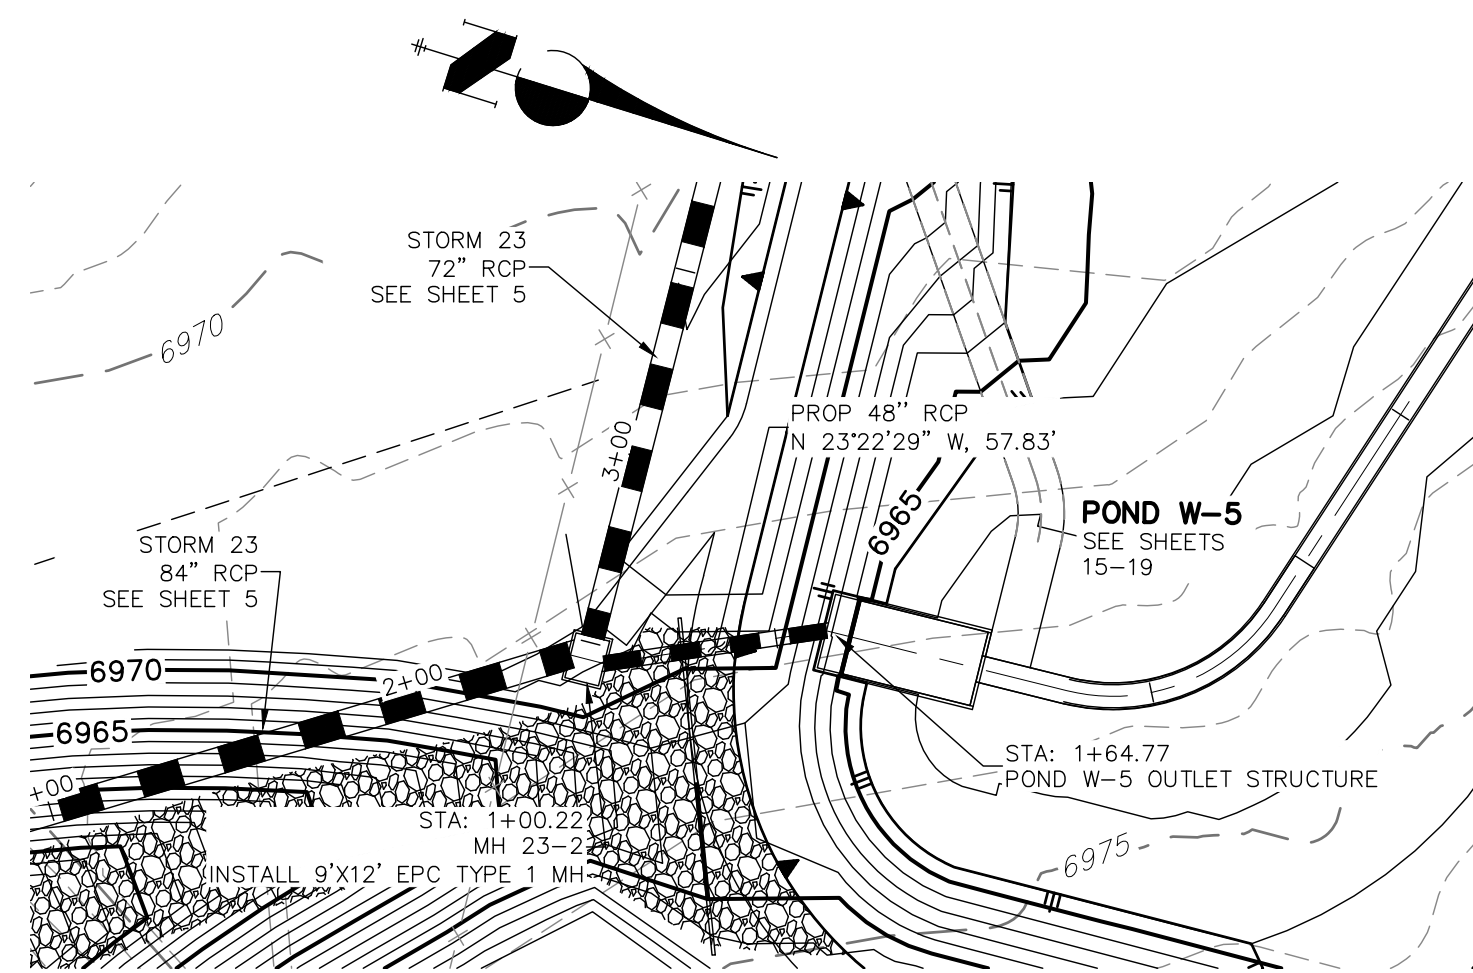 N
STORM 23
72” RCP
SEE SHEET 5
6970
3+00
PROP 48’’ RCP
N 23°22’29” W, 57.83’
6965
POND W-5
SEE SHEETS
15-19
STORM 23
84” RCP
SEE SHEET 5
6970
2+00
6965
+00
STA: 1+64.77
POND W-5 OUTLET STRUCTURE
STA: 1+00.22
MH 23-2
INSTALL 9’X12’ EPC TYPE 1 MH
6975